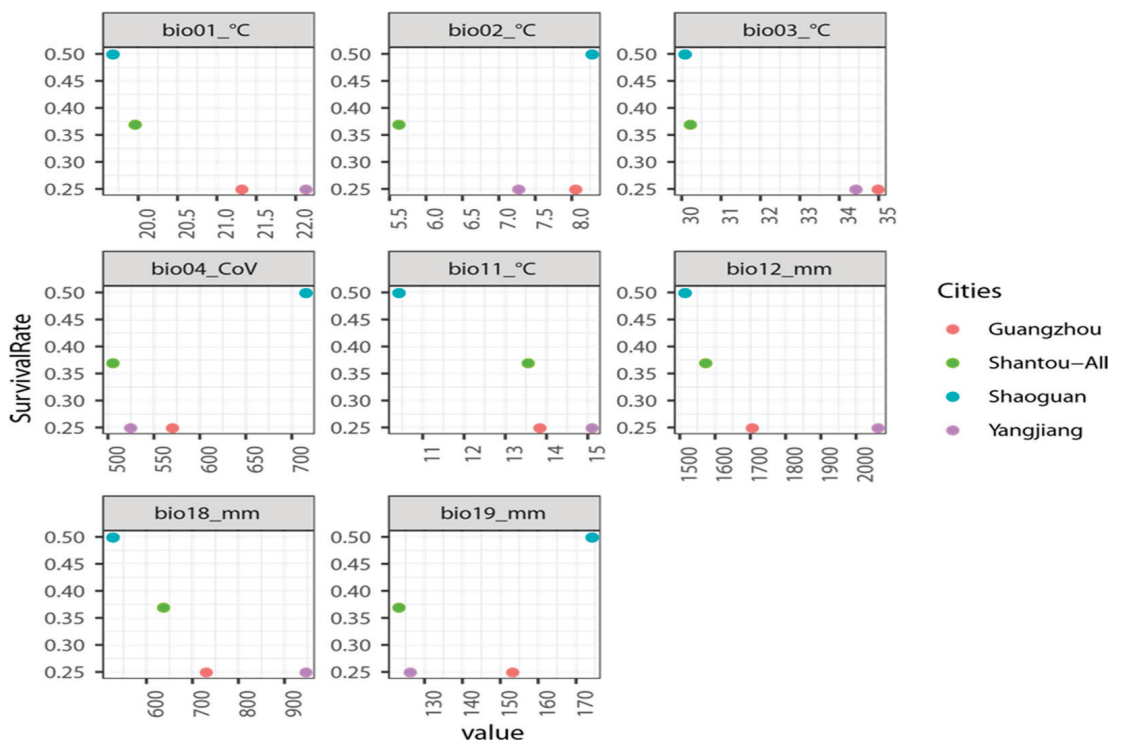 bio01_°C bio02_°C bio03_°C
0.50 0.50 0.50
0.45 0.45 0.45
0.40 0.40 0.40
0.35 0.35 0.35
0.30 0.30 0.30
0.25 0.25 0.25
20.0 20.5 21.0 21.5 22.0 5.5 6.0 6.5 7.0 7.5 8.0 30 31 32 33 34 35
bio04_CoV bio11_°C bio12_mm
0.50 0.50 0.50
0.45 0.45 0.45
0.40 0.40 0.40
0.35 0.35 0.35
0.30 0.30 0.30
0.25 0.25 0.25
500 550 600 650 700 11 12 13 14 15 1500 1600 1700 1800 1900 2000
SurvivalRate
bio18_mm bio19_mm
0.50 0.50
0.45 0.45
0.40 0.40
0.35 0.35
0.30 0.30
0.25 0.25
600 700 800 900 130 140 150 160 170
value
Cities
Guangzhou
Shantou−All
Shaoguan
Yangjiang